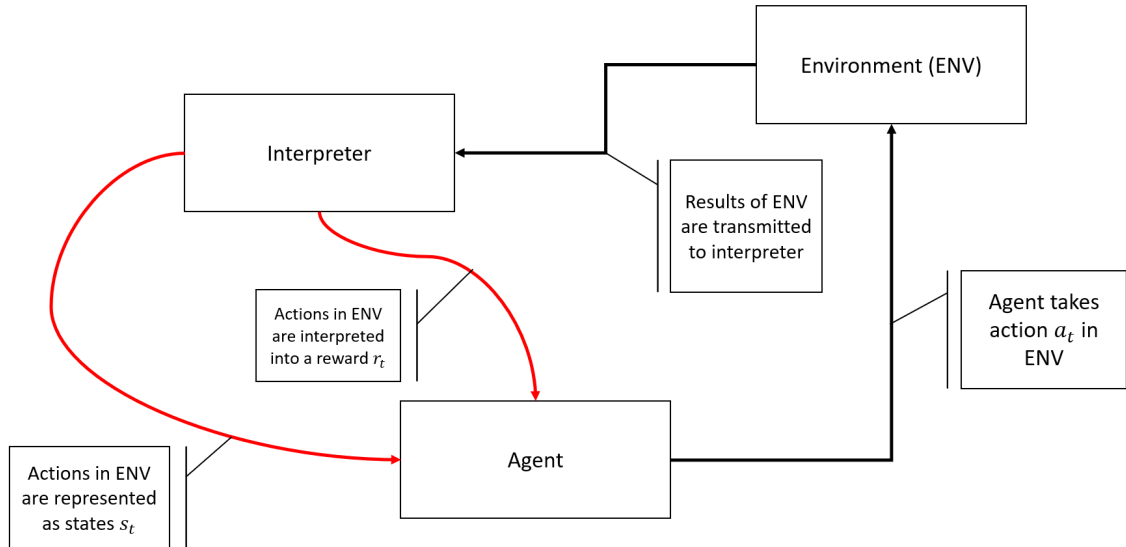 Environment (ENV)
Interpreter
Results of ENV
are transmitted
to interpreter
Agent takes
action aₜ in
ENV
Actions in ENV
are interpreted
into a reward rₜ
Agent
Actions in ENV
are represented
as states sₜ